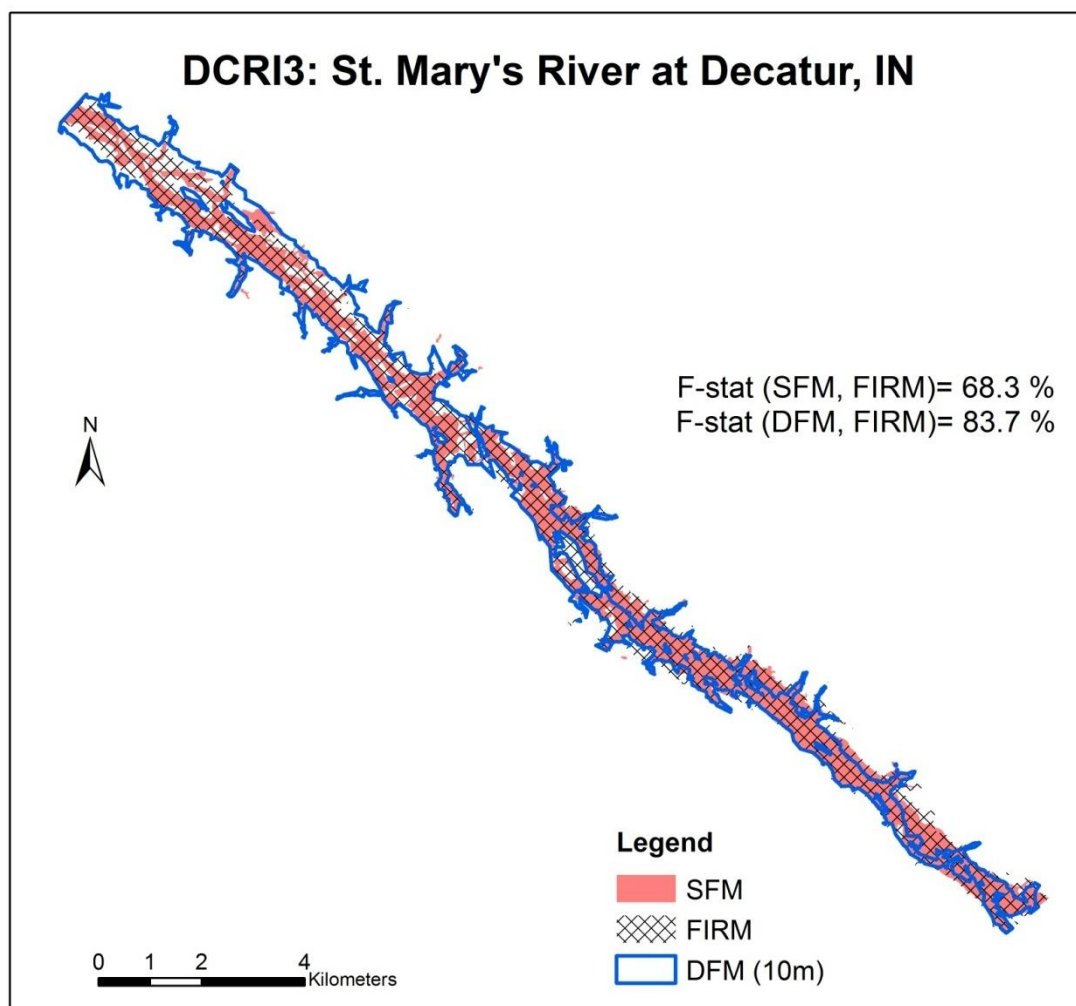 DCRI3: St. Mary's River at Decatur, IN
F-stat (SFM, FIRM)= 68.3 %
F-stat (DFM, FIRM)= 83.7 %
N
Legend
SFM
FIRM
DFM (10m)
0 1 2 4
Kilometers